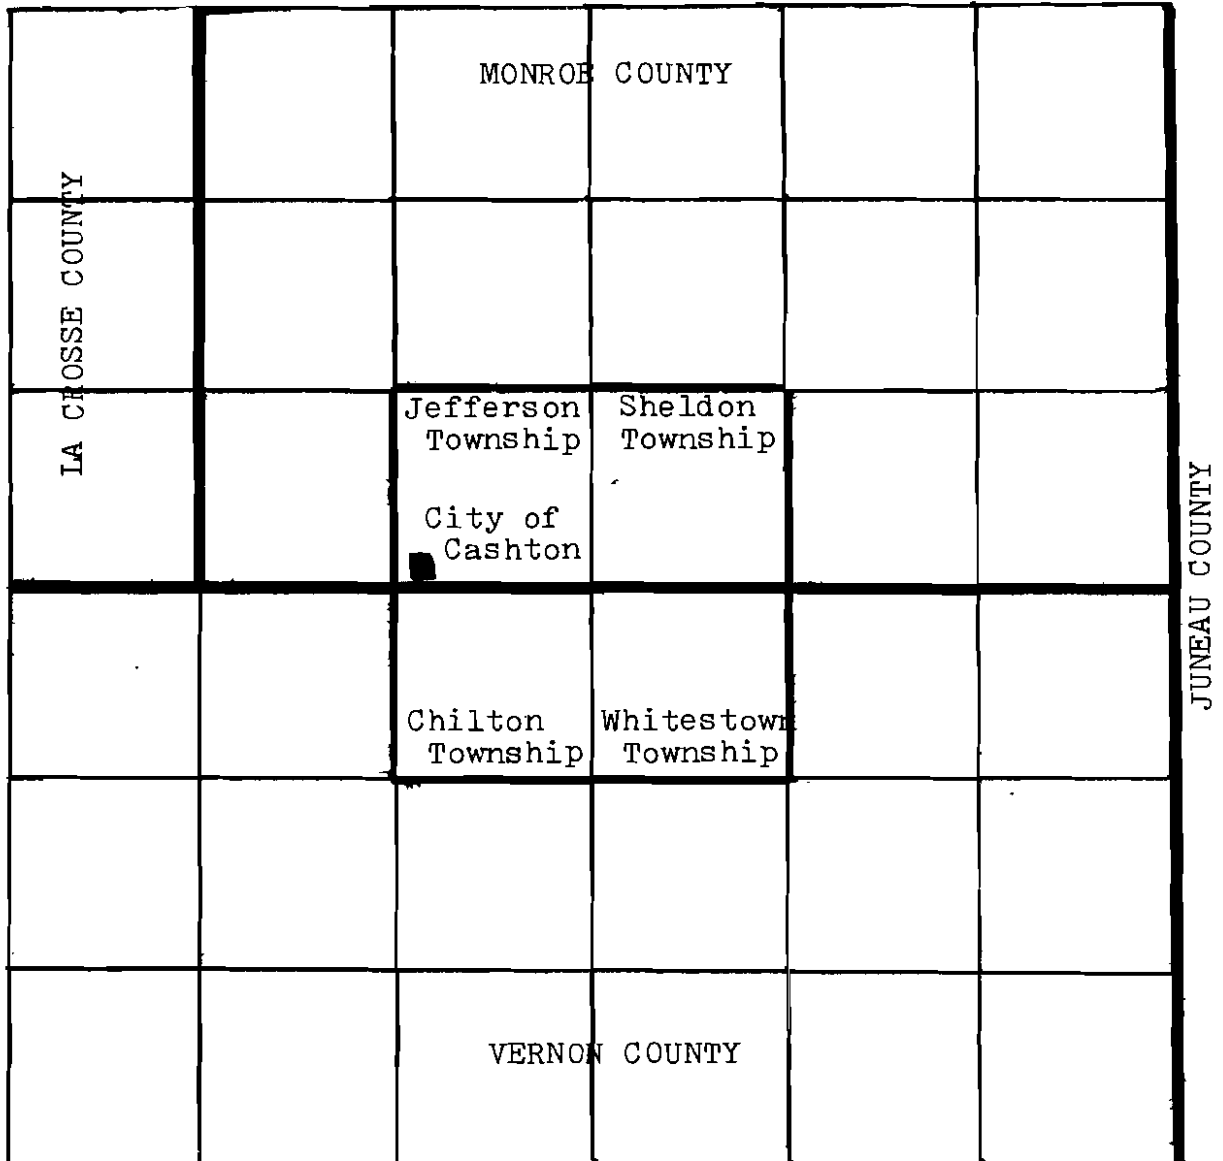 MONROE COUNTY
LA CROSSE COUNTY
Jefferson
Township
Sheldon
Township
City of
Cashton
JUNEAU COUNTY
Chilton
Township
Whitestown
Township
VERNON COUNTY